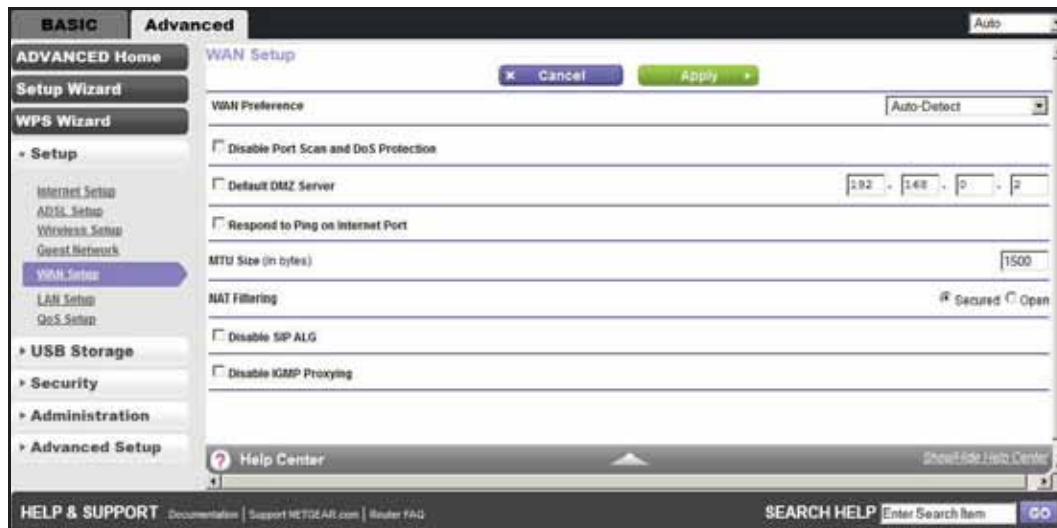 BASIC
Advanced
Auto
ADVANCED Home
Setup Wizard
WPS Wizard
Setup
Internet Setup
ADSL Setup
Wireless Setup
Guest Network
WAN Setup
LAN Setup
QoS Setup
USB Storage
Security
Administration
Advanced Setup
WAN Setup
× Cancel
Apply
WAN Preference
Auto-Detect
Disable Port Scan and DoS Protection
Default DMZ Server
192 . 168 . 0 . 2
Respond to Ping on Internet Port
MTU Size (in bytes)
1500
NAT Filtering
Secured Open
Disable SIP ALG
Disable IGMP Proxying
? Help Center
Show/Hide Help Center
HELP & SUPPORT Documentation | Support NETGEAR.com | Router FAQ
SEARCH HELP Enter Search Item GO